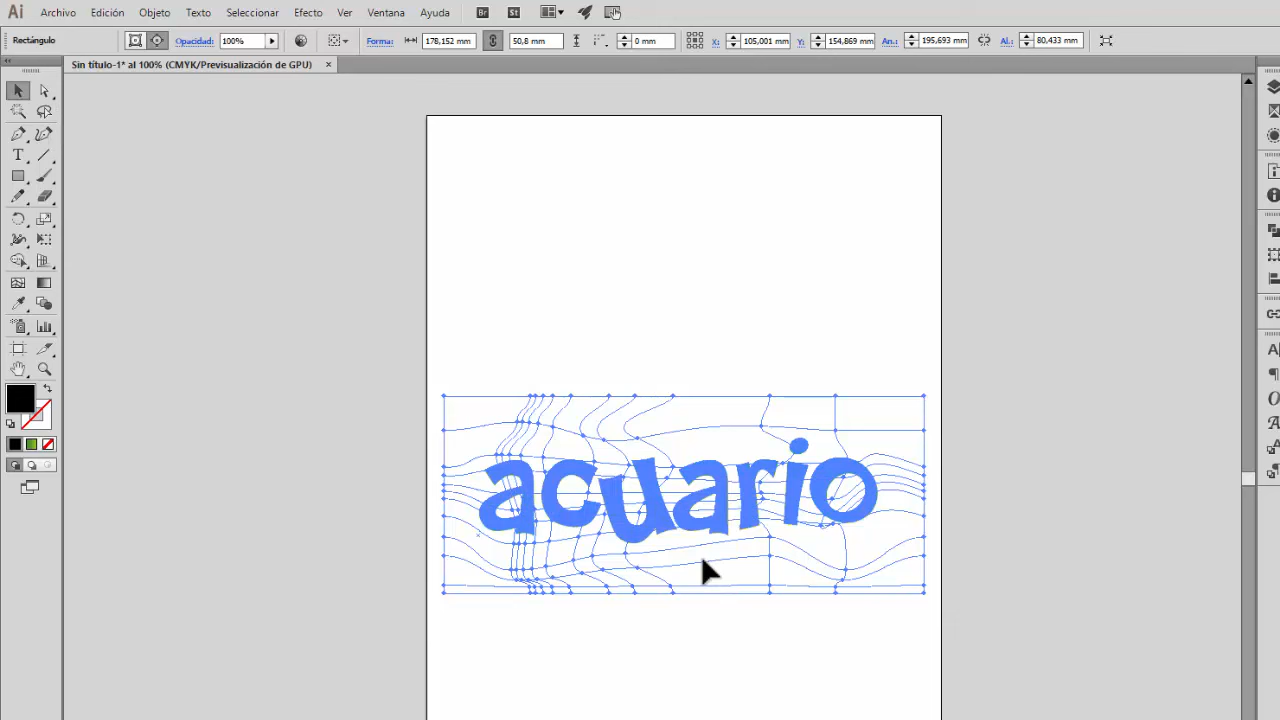 Ai Archivo Edición Objeto Texto Seleccionar Efecto Ver Ventana Ayuda Br St
Rectángulo Opacidad: 100% Forma: 178,152 mm 50,8 mm 0 mm X: 105,001 mm Y: 154,869 mm An.: 195,693 mm Al.: 80,433 mm
Sin título-1* al 100% (CMYK/Previsualización de GPU) ×
acuario